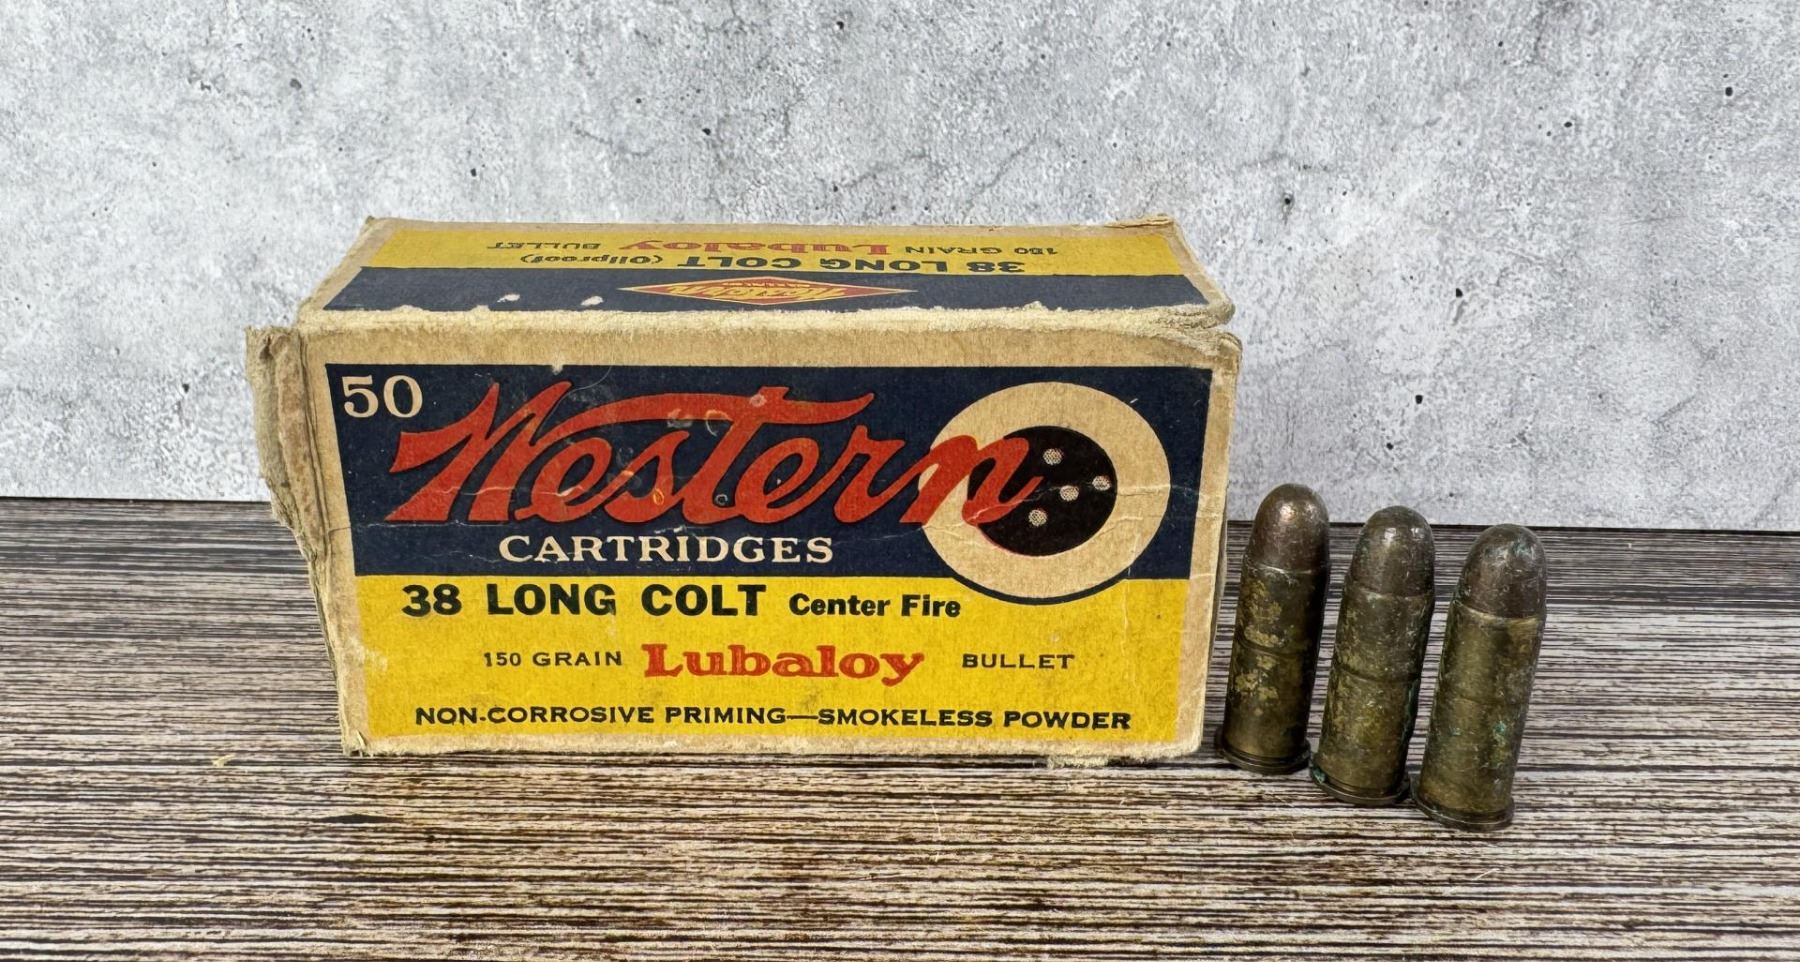 150 GRAIN Lubaloy BULLET
38 LONG COLT (Oilproof)
Western
50
Western
CARTRIDGES
38 LONG COLT Center Fire
150 GRAIN Lubaloy BULLET
NON-CORROSIVE PRIMING—SMOKELESS POWDER